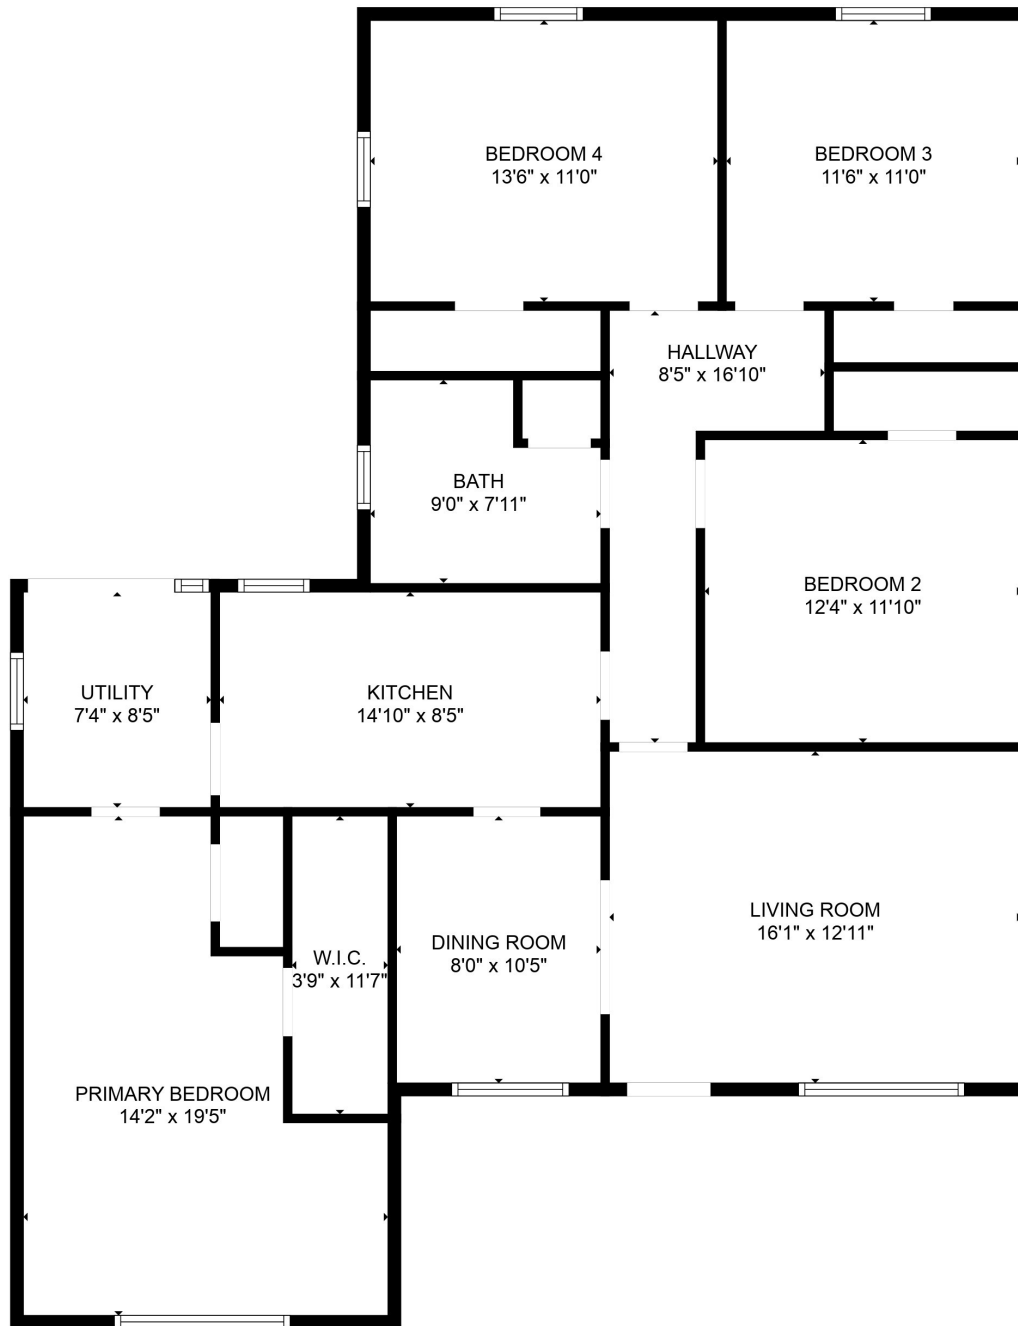 BEDROOM 4
13'6" x 11'0"
BEDROOM 3
11'6" x 11'0"
HALLWAY
8'5" x 16'10"
BATH
9'0" x 7'11"
BEDROOM 2
12'4" x 11'10"
UTILITY
7'4" x 8'5"
KITCHEN
14'10" x 8'5"
LIVING ROOM
16'1" x 12'11"
DINING ROOM
8'0" x 10'5"
W.I.C.
3'9" x 11'7"
PRIMARY BEDROOM
14'2" x 19'5"